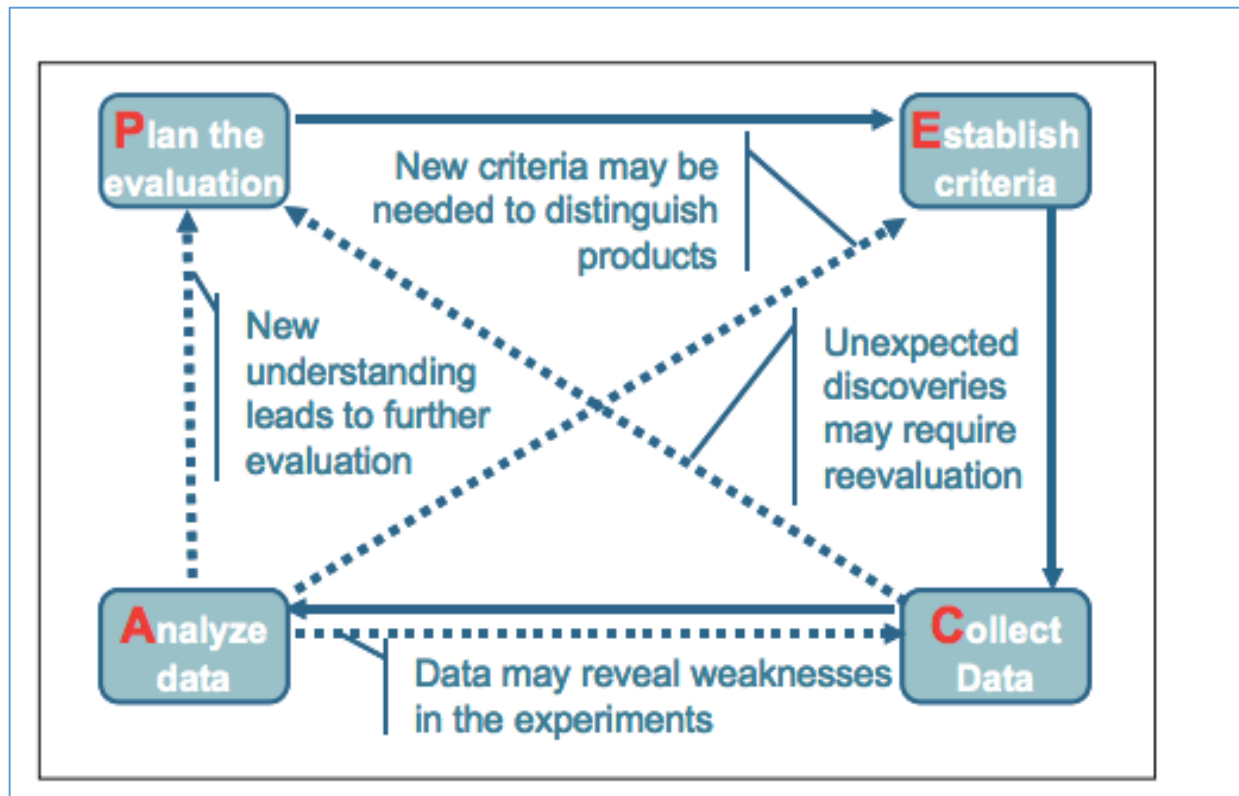 Plan the
evaluation
Establish
criteria
New criteria may be
needed to distinguish
products
New
understanding
leads to further
evaluation
Unexpected
discoveries
may require
reevaluation
Analyze
data
Collect
Data
Data may reveal weaknesses
in the experiments